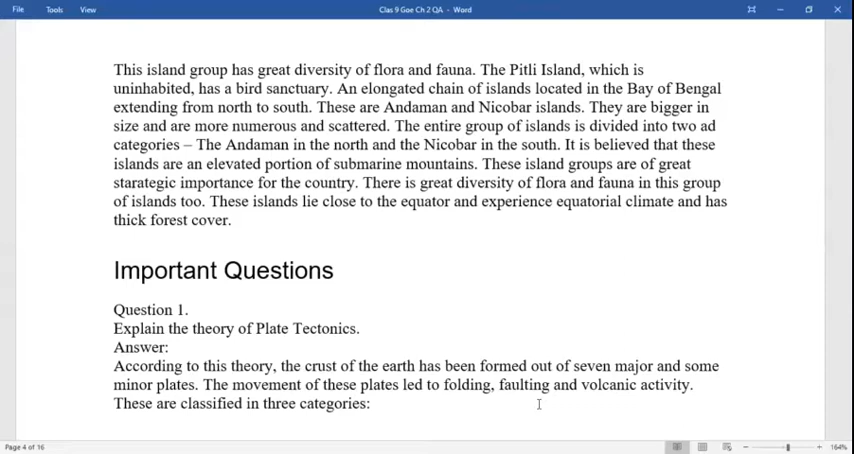 File Tools View Clas 9 Goe Ch 2 QA - Word
This island group has great diversity of flora and fauna. The Pitli Island, which is
uninhabited, has a bird sanctuary. An elongated chain of islands located in the Bay of Bengal
extending from north to south. These are Andaman and Nicobar islands. They are bigger in
size and are more numerous and scattered. The entire group of islands is divided into two ad
categories – The Andaman in the north and the Nicobar in the south. It is believed that these
islands are an elevated portion of submarine mountains. These island groups are of great
starategic importance for the country. There is great diversity of flora and fauna in this group
of islands too. These islands lie close to the equator and experience equatorial climate and has
thick forest cover.
Important Questions
Question 1.
Explain the theory of Plate Tectonics.
Answer:
According to this theory, the crust of the earth has been formed out of seven major and some
minor plates. The movement of these plates led to folding, faulting and volcanic activity.
These are classified in three categories:
Page 4 of 16 164%